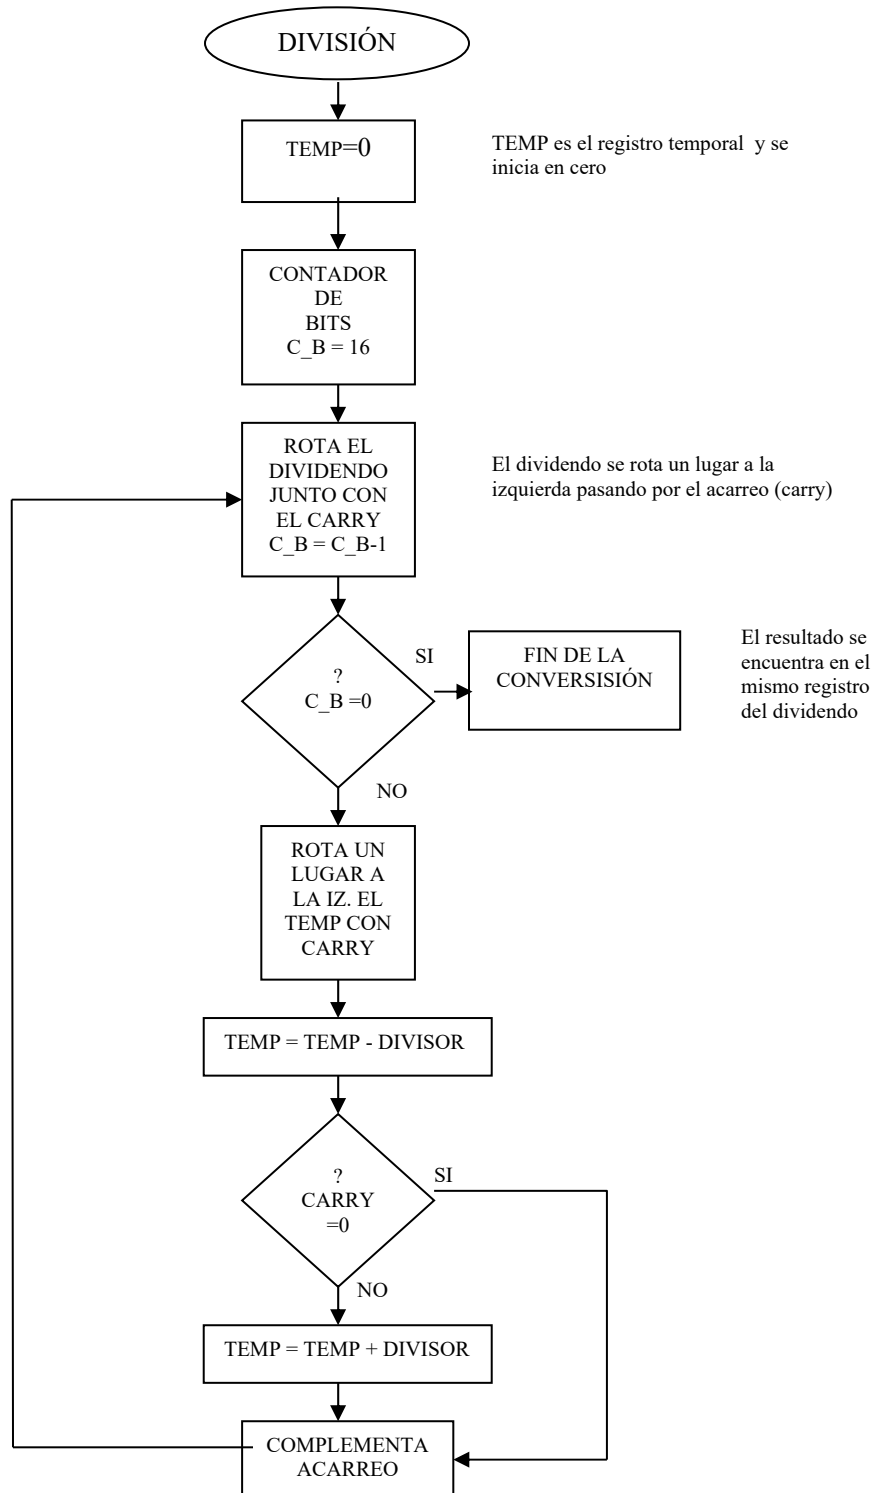 DIVISIÓN
TEMP=0
TEMP es el registro temporal y se
inicia en cero
CONTADOR
DE
BITS
C_B = 16
ROTA EL
DIVIDENDO
JUNTO CON
EL CARRY
C_B = C_B-1
El dividendo se rota un lugar a la
izquierda pasando por el acarreo (carry)
?
C_B =0
SI
FIN DE LA
CONVERSISIÓN
El resultado se
encuentra en el
mismo registro
del dividendo
NO
ROTA UN
LUGAR A
LA IZ. EL
TEMP CON
CARRY
TEMP = TEMP - DIVISOR
?
CARRY
=0
SI
NO
TEMP = TEMP + DIVISOR
COMPLEMENTA
ACARREO